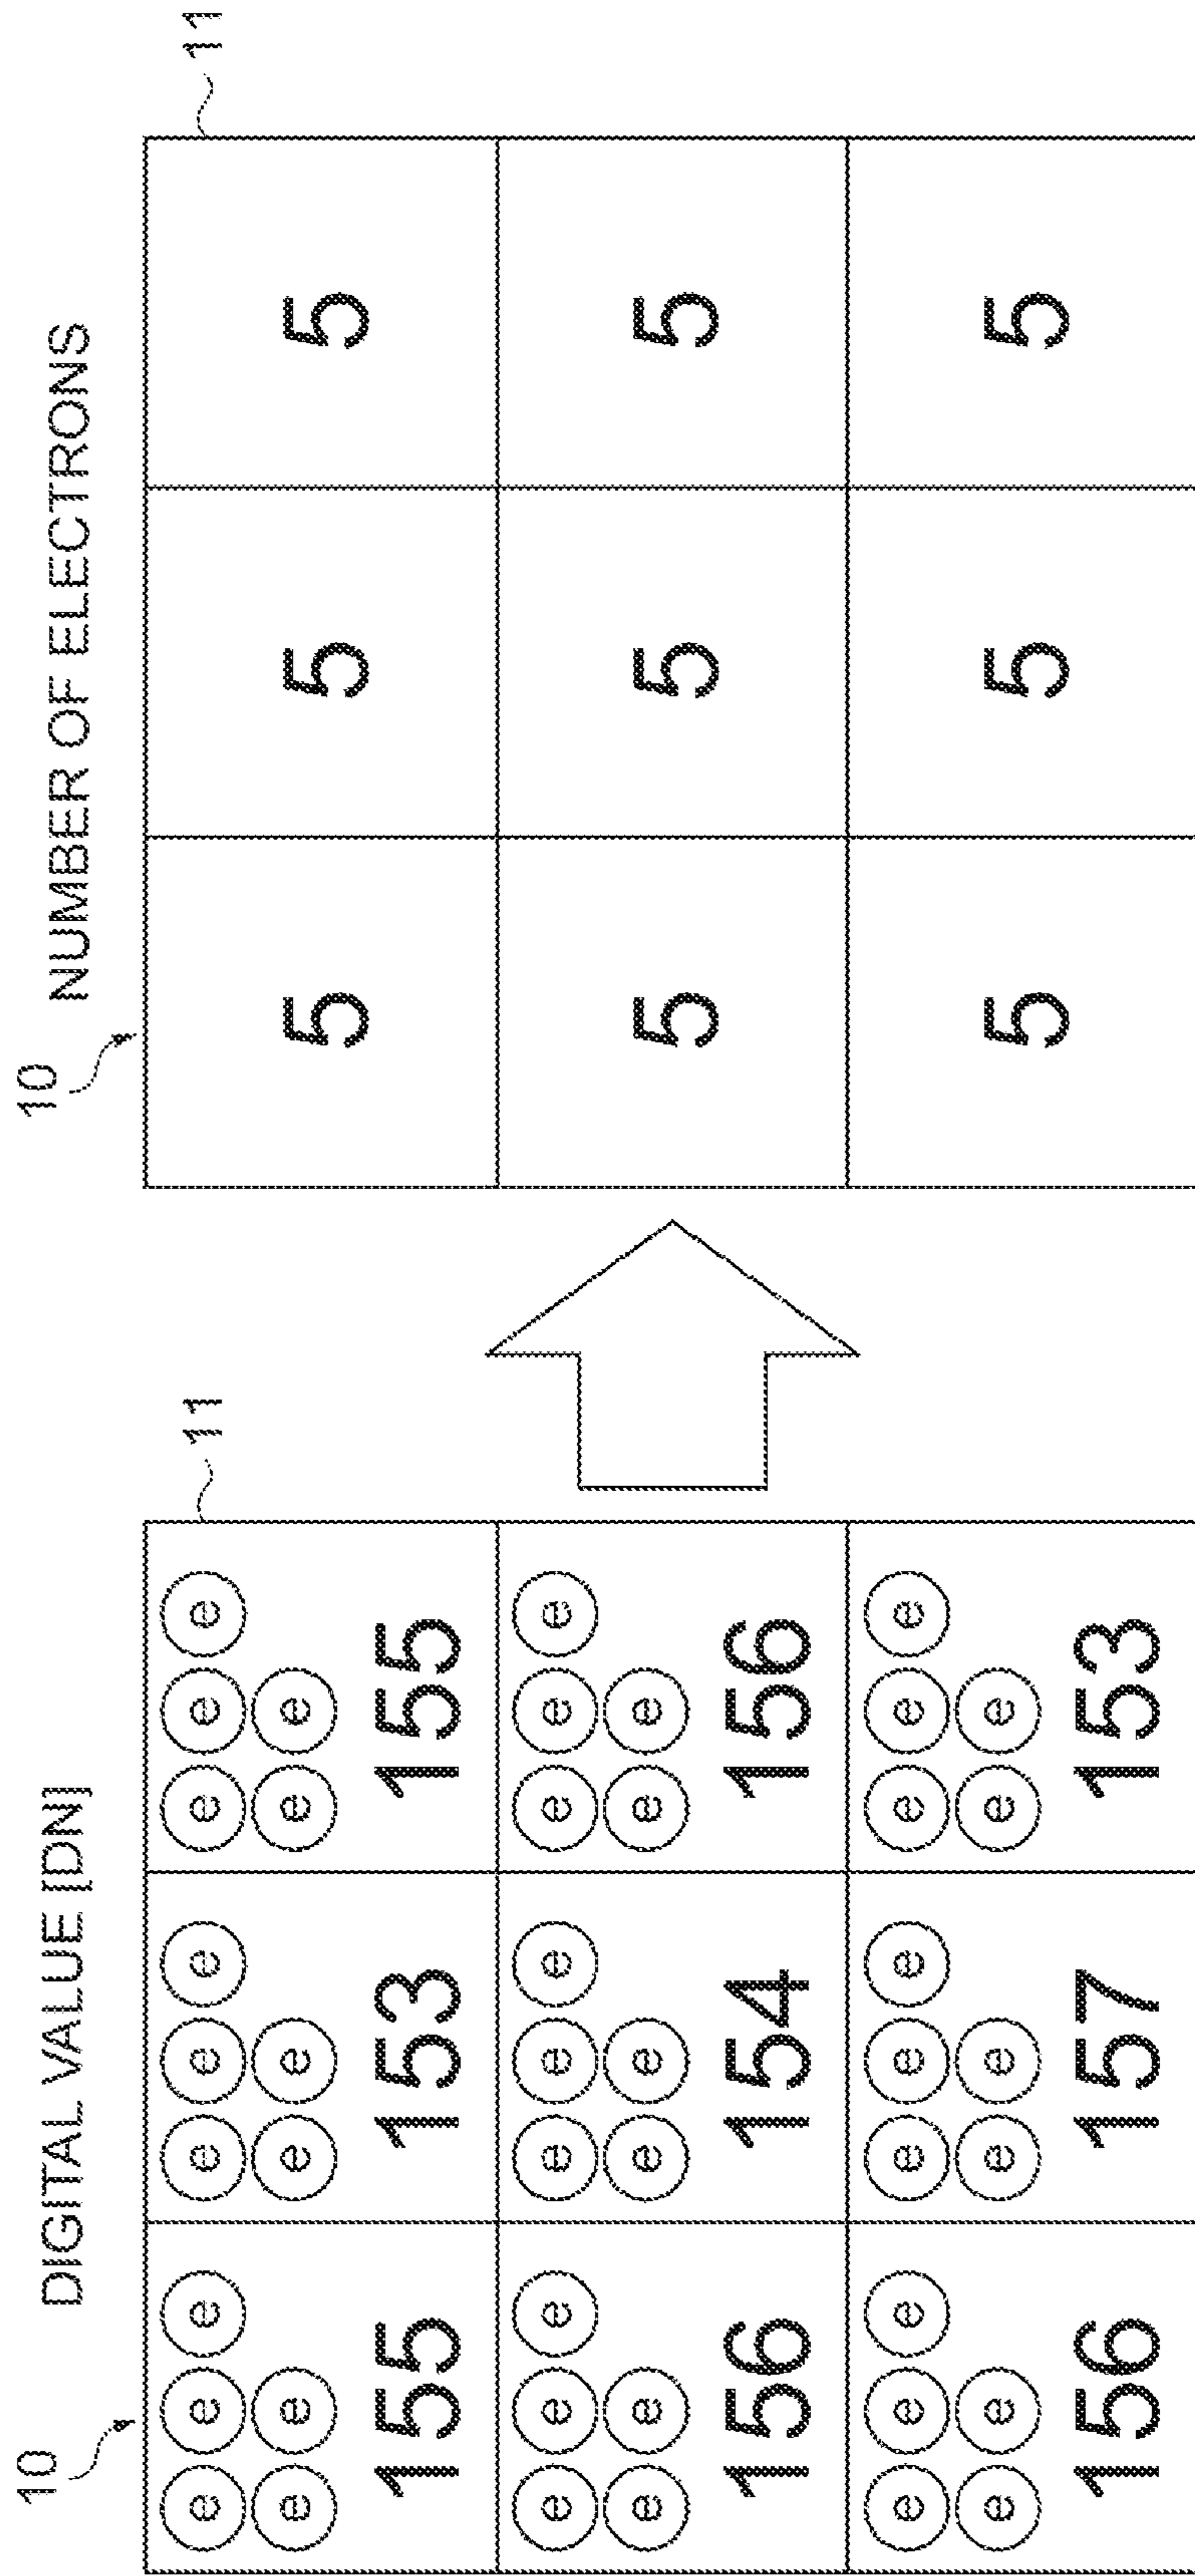 DIGITAL VALUE [DN]
10
11
e e e e e e e e e
e e e e e e
155 153 155
e e e e e e e e e
e e e e e e
156 154 156
e e e e e e e e e
e e e e e e
156 157 153
NUMBER OF ELECTRONS
10
11
5 5 5
5 5 5
5 5 5